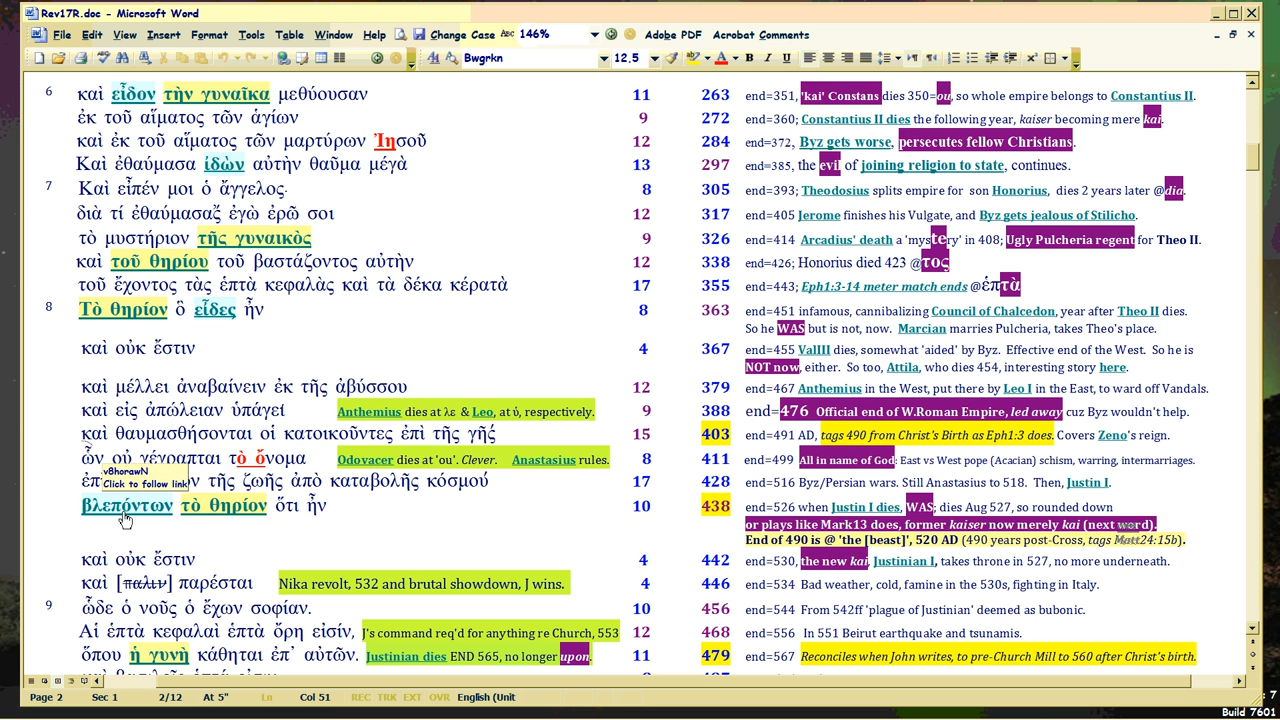 Rev17R.doc - Microsoft Word
File Edit View Insert Format Tools Table Window Help Change Case 146% Adobe PDF Acrobat Comments
Bwgrkn 12.5 B I U
6 καὶ εἶδον τὴν γυναῖκα μεθύουσαν 11 263 end=351, 'kai' Constans dies 350=ou, so whole empire belongs to Constantius II.
ἐκ τοῦ αἵματος τῶν ἁγίων 9 272 end=360; Constantius II dies the following year, kaiser becoming mere kai.
καὶ ἐκ τοῦ αἵματος τῶν μαρτύρων Ἰησοῦ 12 284 end=372, Byz gets worse, persecutes fellow Christians.
Καὶ ἐθαύμασα ἰδὼν αὐτὴν θαῦμα μέγὰ 13 297 end=385, the evil of joining religion to state, continues.
7 Καὶ εἶπέν μοι ὁ ἄγγελος· 8 305 end=393; Theodosius splits empire for son Honorius, dies 2 years later @dia.
διὰ τί ἐθαύμασαξ ἐγὼ ἐρῶ σοι 12 317 end=405 Jerome finishes his Vulgate, and Byz gets jealous of Stilicho.
τὸ μυστήριον τῆς γυναικὸς 9 326 end=414 Arcadius' death a 'mystery' in 408; Ugly Pulcheria regent for Theo II.
καὶ τοῦ θηρίου τοῦ βαστάζοντος αὐτὴν 12 338 end=426; Honorius died 423 @τος
τοῦ ἔχοντος τὰς ἑπτὰ κεφαλὰς καὶ τὰ δέκα κέρατὰ 17 355 end=443; Eph1:3-14 meter match ends @ἑπτὰ
8 Τὸ θηρίον ὃ εἶδες ἦν 8 363 end=451 infamous, cannibalizing Council of Chalcedon, year after Theo II dies.
So he WAS but is not, now. Marcian marries Pulcheria, takes Theo's place.
καὶ οὐκ ἔστιν 4 367 end=455 ValIII dies, somewhat 'aided' by Byz. Effective end of the West. So he is
NOT now, either. So too, Attila, who dies 454, interesting story here.
καὶ μέλλει ἀναβαίνειν ἐκ τῆς ἀβύσσου 12 379 end=467 Anthemius in the West, put there by Leo I in the East, to ward off Vandals.
καὶ εἰς ἀπώλειαν ὑπάγεί Anthemius dies at λε & Leo, at ύ, respectively. 9 388 end=476 Official end of W.Roman Empire, led away cuz Byz wouldn't help.
καὶ θαυμασθήσονται οἱ κατοικοῦντες ἐπὶ τῆς γῆς 15 403 end=491 AD, tags 490 from Christ's Birth as Eph1:3 does. Covers Zeno's reign.
ὧν οὐ γέγραπται τὸ ὄνομα Odovacer dies at 'ou'. Clever. Anastasius rules. 8 411 end=499 All in name of God: East vs West pope (Acacian) schism, warring, intermarriages.
v8horawN
Click to follow link
ἐπ ν τῆς ζωῆς ἀπὸ καταβολῆς κόσμού 17 428 end=516 Byz/Persian wars. Still Anastasius to 518. Then, Justin I.
βλεπόντων τὸ θηρίον ὅτι ἦν 10 438 end=526 when Justin I dies, WAS; dies Aug 527, so rounded down
or plays like Mark13 does, former kaiser now merely kai (next word).
End of 490 is @ 'the [beast]', 520 AD (490 years post-Cross, tags Matt24:15b).
καὶ οὐκ ἔστιν 4 442 end=530, the new kai, Justinian I, takes throne in 527, no more underneath.
καὶ [παλιν] παρέσται Nika revolt, 532 and brutal showdown, J wins. 4 446 end=534 Bad weather, cold, famine in the 530s, fighting in Italy.
9 ὧδε ὁ νοῦς ὁ ἔχων σοφίαν. 10 456 end=544 From 542ff 'plague of Justinian' deemed as bubonic.
Αἱ ἑπτὰ κεφαλαὶ ἑπτὰ ὄρη εἰσίν, J's command req'd for anything re Church, 553 12 468 end=556 In 551 Beirut earthquake and tsunamis.
ὅπου ἡ γυνὴ κάθηται ἐπ᾽ αὐτῶν. Justinian dies END 565, no longer upon. 11 479 end=567 Reconciles when John writes, to pre-Church Mill to 560 after Christ's birth.
Page 2 Sec 1 2/12 At 5" Ln Col 51 REC TRK EXT OVR English (Unit
: 7
Build 7601